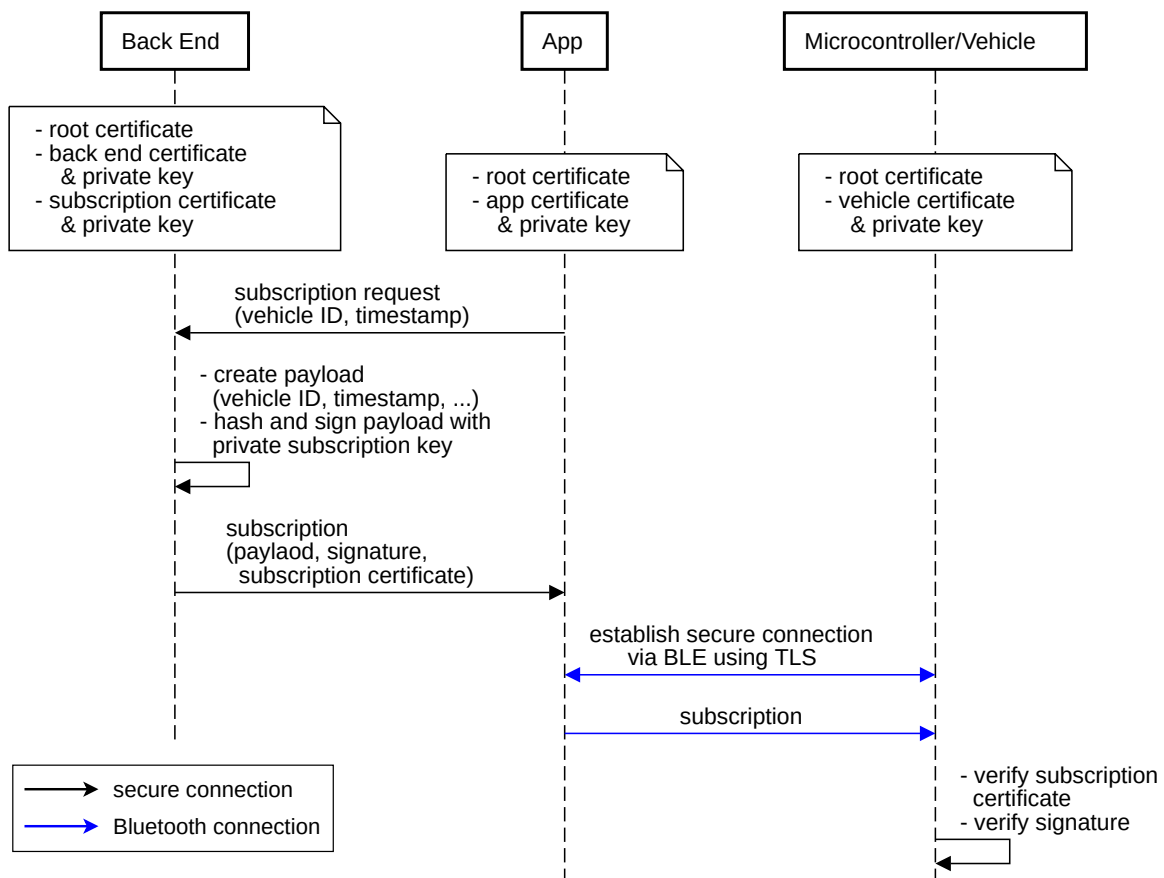 Back End
App
Microcontroller/Vehicle
- root certificate
- back end certificate
& private key
- subscription certificate
& private key
- root certificate
- app certificate
& private key
- root certificate
- vehicle certificate
& private key
subscription request
(vehicle ID, timestamp)
- create payload
(vehicle ID, timestamp, ...)
- hash and sign payload with
private subscription key
subscription
(paylaod, signature,
subscription certificate)
establish secure connection
via BLE using TLS
subscription
- verify subscription
certificate
- verify signature
secure connection
Bluetooth connection